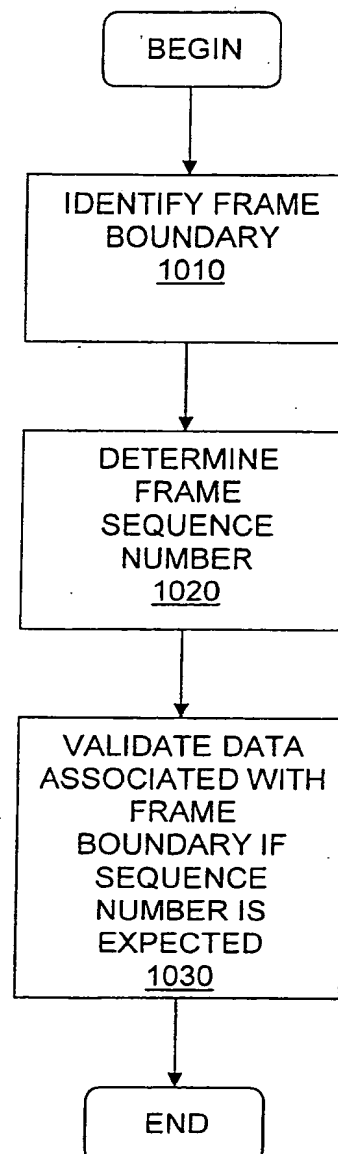 BEGIN
IDENTIFY FRAME
BOUNDARY
1010
DETERMINE
FRAME
SEQUENCE
NUMBER
1020
VALIDATE DATA
ASSOCIATED WITH
FRAME
BOUNDARY IF
SEQUENCE
NUMBER IS
EXPECTED
1030
END